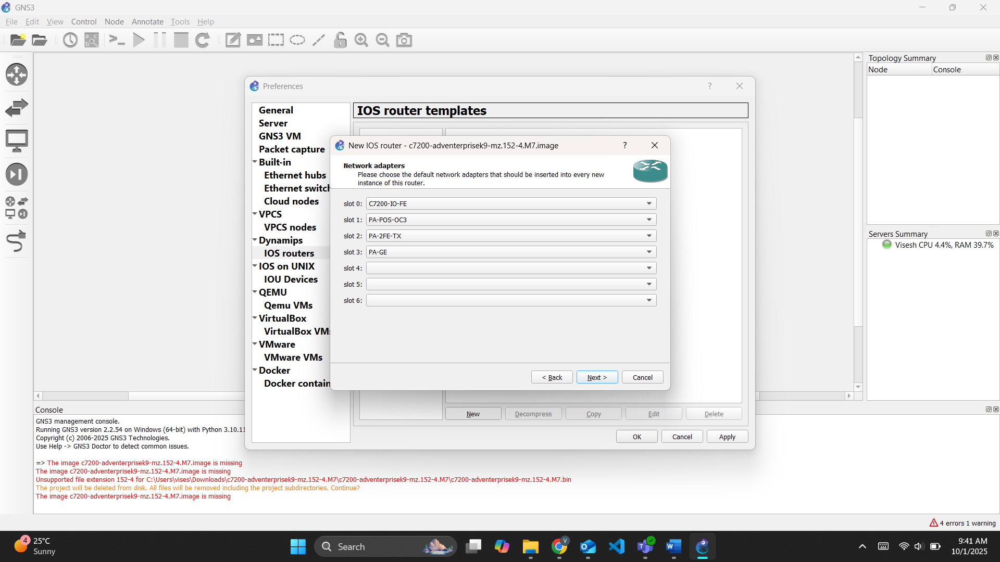 GNS3
File Edit View Control Node Annotate Tools Help
Topology Summary
Node Console
Preferences
General
Server
GNS3 VM
Packet capture
Built-in
Ethernet hubs
Ethernet switch
Cloud nodes
VPCS
VPCS nodes
Dynamips
IOS routers
IOS on UNIX
IOU Devices
QEMU
Qemu VMs
VirtualBox
VirtualBox VMs
VMware
VMware VMs
Docker
Docker contain
IOS router templates
New IOS router - c7200-adventerprisek9-mz.152-4.M7.image
Network adapters
Please choose the default network adapters that should be inserted into every new
instance of this router.
slot 0: C7200-IO-FE
slot 1: PA-POS-OC3
slot 2: PA-2FE-TX
slot 3: PA-GE
slot 4:
slot 5:
slot 6:
< Back Next > Cancel
New Decompress Copy Edit Delete
OK Cancel Apply
Servers Summary
Visesh CPU 4.4%, RAM 39.7%
Console
GNS3 management console.
Running GNS3 version 2.2.54 on Windows (64-bit) with Python 3.10.11
Copyright (c) 2006-2025 GNS3 Technologies.
Use Help -> GNS3 Doctor to detect common issues.
=> The image c7200-adventerprisek9-mz.152-4.M7.image is missing
The image c7200-adventerprisek9-mz.152-4.M7.image is missing
Unsupported file extension 152-4 for C:\Users\vises\Downloads\c7200-adventerprisek9-mz.152-4.M7\c7200-adventerprisek9-mz.152-4.M7\c7200-adventerprisek9-mz.152-4.M7.bin
The project will be deleted from disk. All files will be removed including the project subdirectories. Continue?
The image c7200-adventerprisek9-mz.152-4.M7.image is missing
4 errors 1 warning
4
25°C
Sunny
Search
V
9:41 AM
10/1/2025